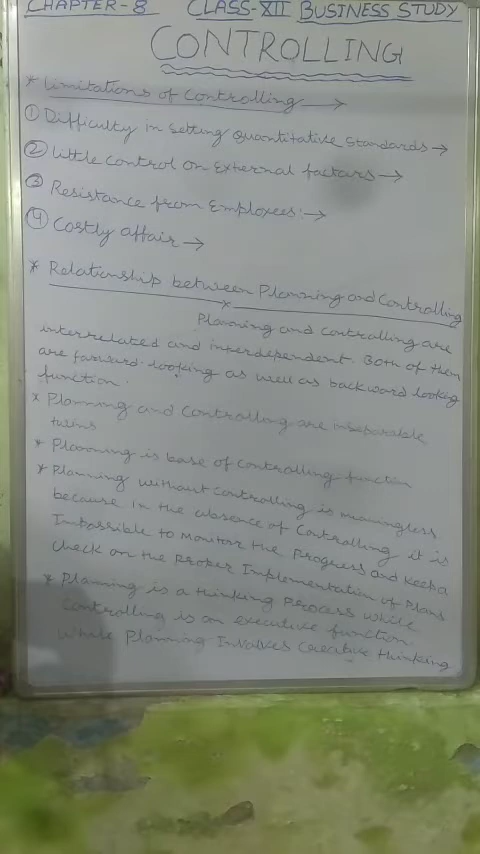 CHAPTER-8 CLASS-XII BUSINESS STUDY
CONTROLLING
* Limitations of Controlling →
① Difficulty in setting Quantitative Standards →
② Little control on External factors →
③ Resistance from Employees :→
④ Costly affair →
* Relationship between Planning and Controlling
Planning and Controlling are
interrelated and interdependent. Both of them
are forward-looking as well as backward looking
function.
* Planning and Controlling are inseparable
twins
* Planning is base of Controlling function
* Planning without controlling is meaningless
because in the absence of Controlling it is
Impossible to Monitor the Progress and keep a
check on the proper Implementation of Plans
* Planning is a thinking Process while
Controlling is an executive function.
While Planning Involves Creative thinking